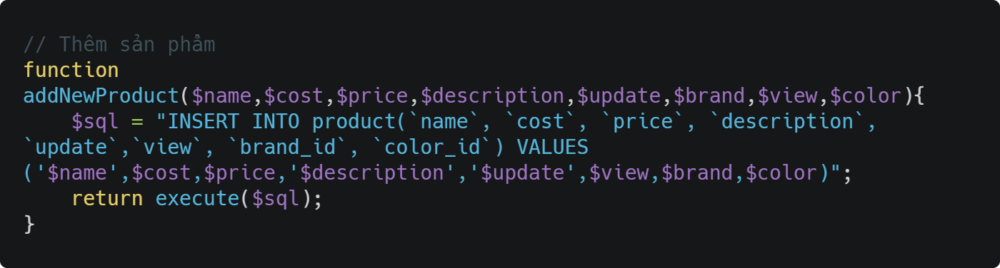 // Thêm sản phẩm
function
addNewProduct($name,$cost,$price,$description,$update,$brand,$view,$color){
    $sql = "INSERT INTO product(`name`, `cost`, `price`, `description`,
`update`,`view`, `brand_id`, `color_id`) VALUES
('$name',$cost,$price,'$description','$update',$view,$brand,$color)";
    return execute($sql);
}